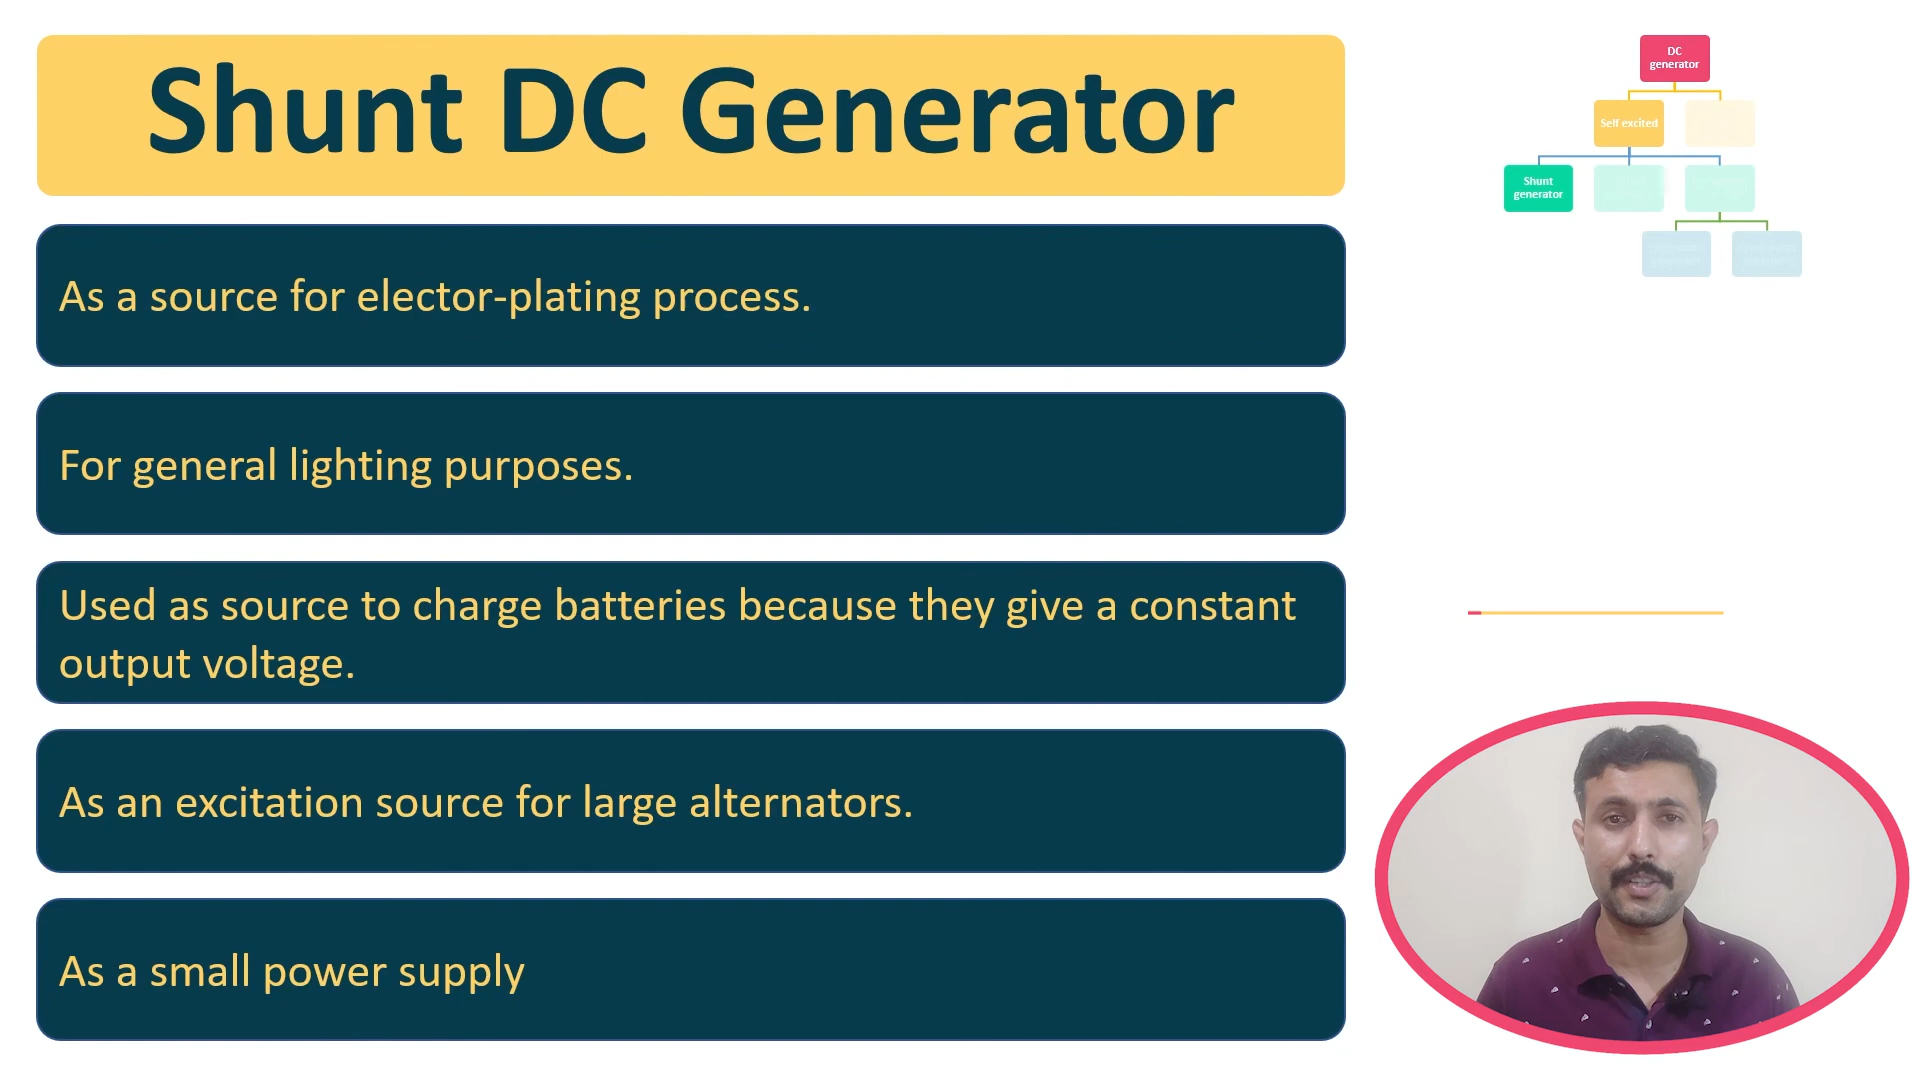 Shunt DC Generator
As a source for elector-plating process.
For general lighting purposes.
Used as source to charge batteries because they give a constant
output voltage.
As an excitation source for large alternators.
As a small power supply
DC
generator
Self excited
Shunt
generator